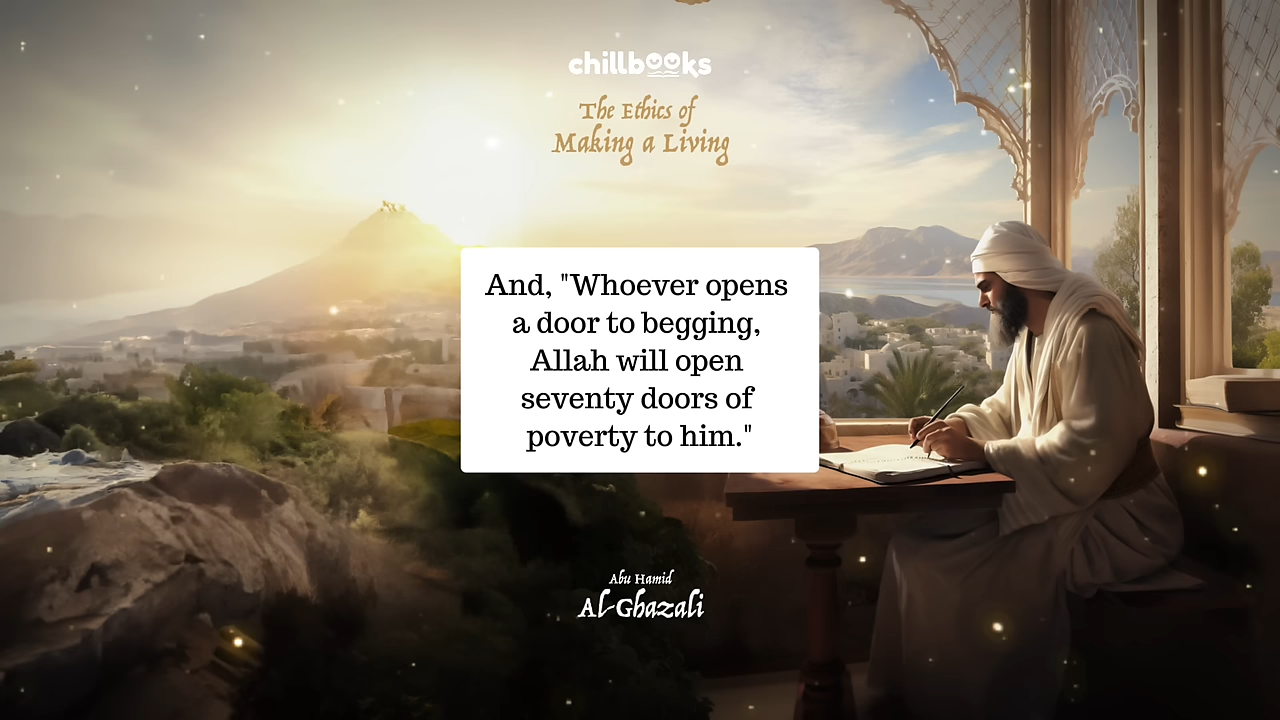 chillbooks
The Ethics of
Making a Living
And, "Whoever opens
a door to begging,
Allah will open
seventy doors of
poverty to him."
Abu Hamid
Al-Ghazali